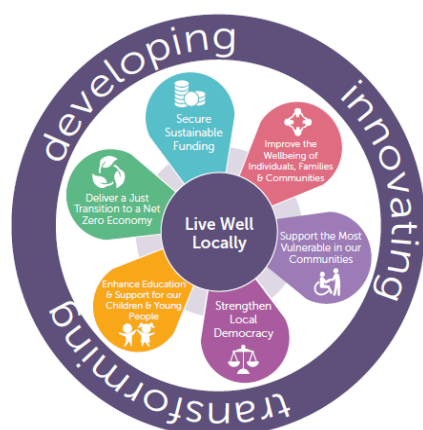 developing
innovating
transforming
Secure
Sustainable
Funding
Improve the
Wellbeing of
Individuals, Families
& Communities
Support the Most
Vulnerable in our
Communities
Strengthen
Local
Democracy
Enhance Education
& Support for our
Children & Young
People
Deliver a Just
Transition to a Net
Zero Economy
Live Well
Locally